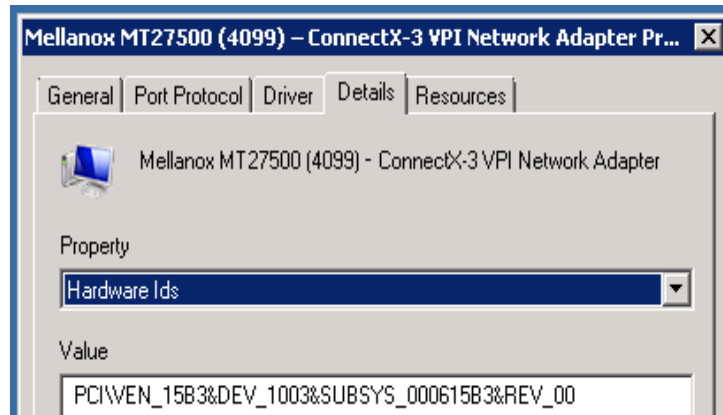 Mellanox MT27500 (4099) – ConnectX-3 VPI Network Adapter Pr...
General Port Protocol Driver Details Resources
Mellanox MT27500 (4099) - ConnectX-3 VPI Network Adapter
Property
Hardware Ids
Value
PCI\VEN_15B3&DEV_1003&SUBSYS_000615B3&REV_00